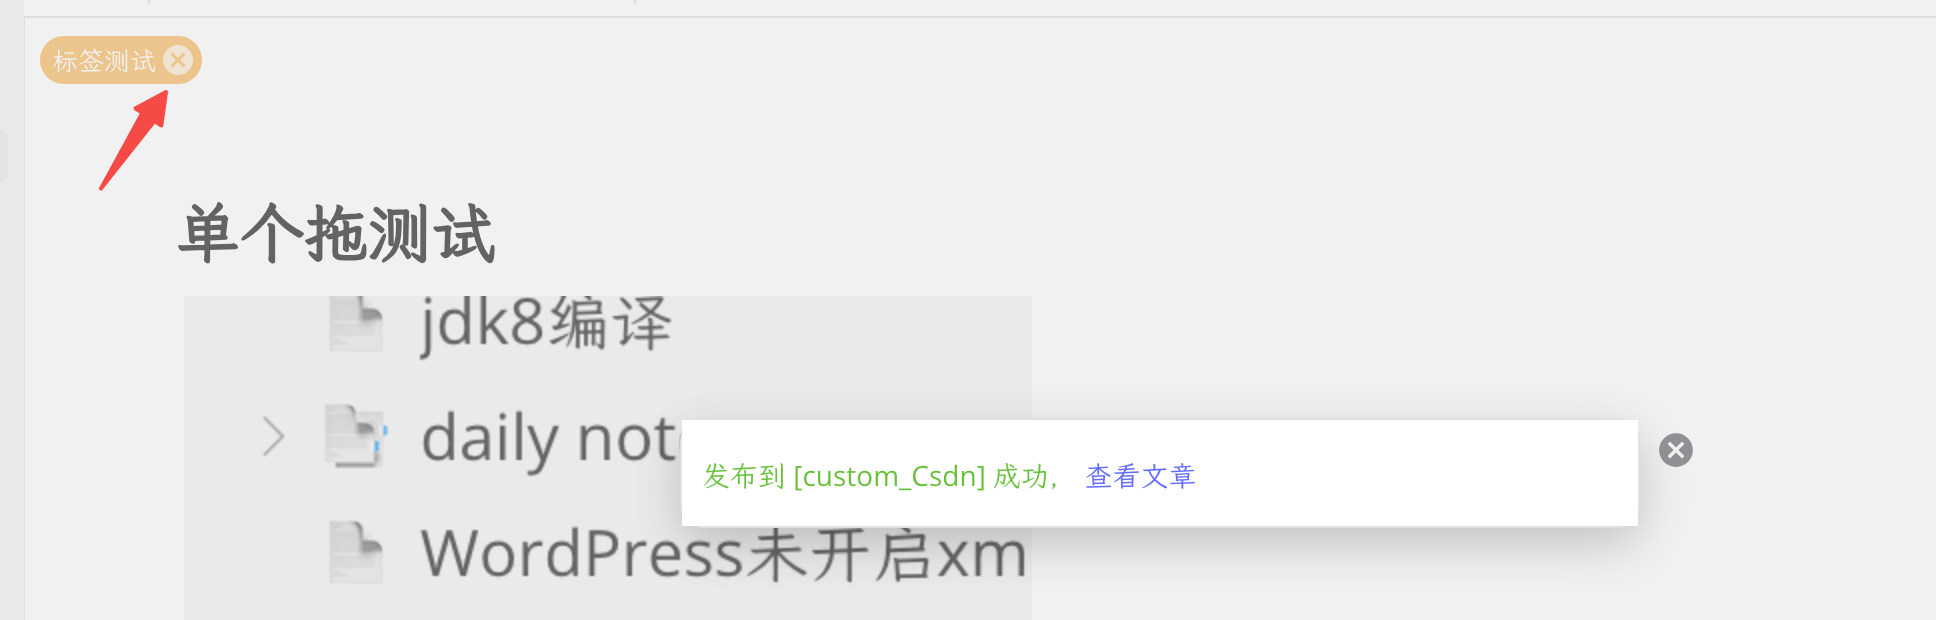 标签测试
单个拖测试
jdk8编译
daily not
发布到 [custom_Csdn] 成功， 查看文章
WordPress未开启xm